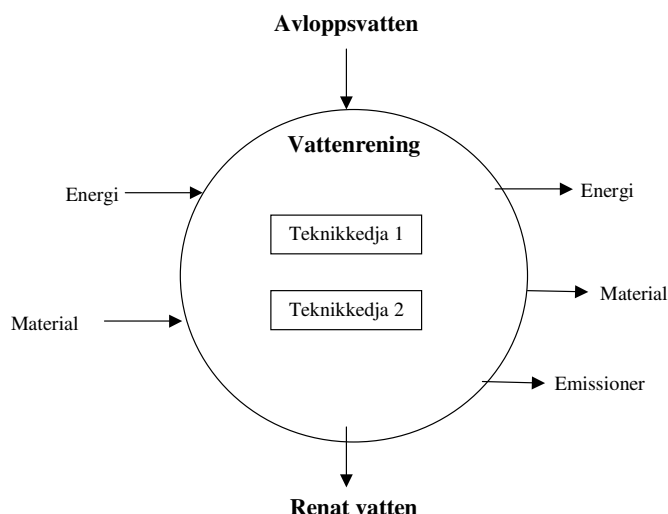 Avloppsvatten
Vattenrening
Energi
Energi
Teknikkedja 1
Teknikkedja 2
Material
Material
Emissioner
Renat vatten